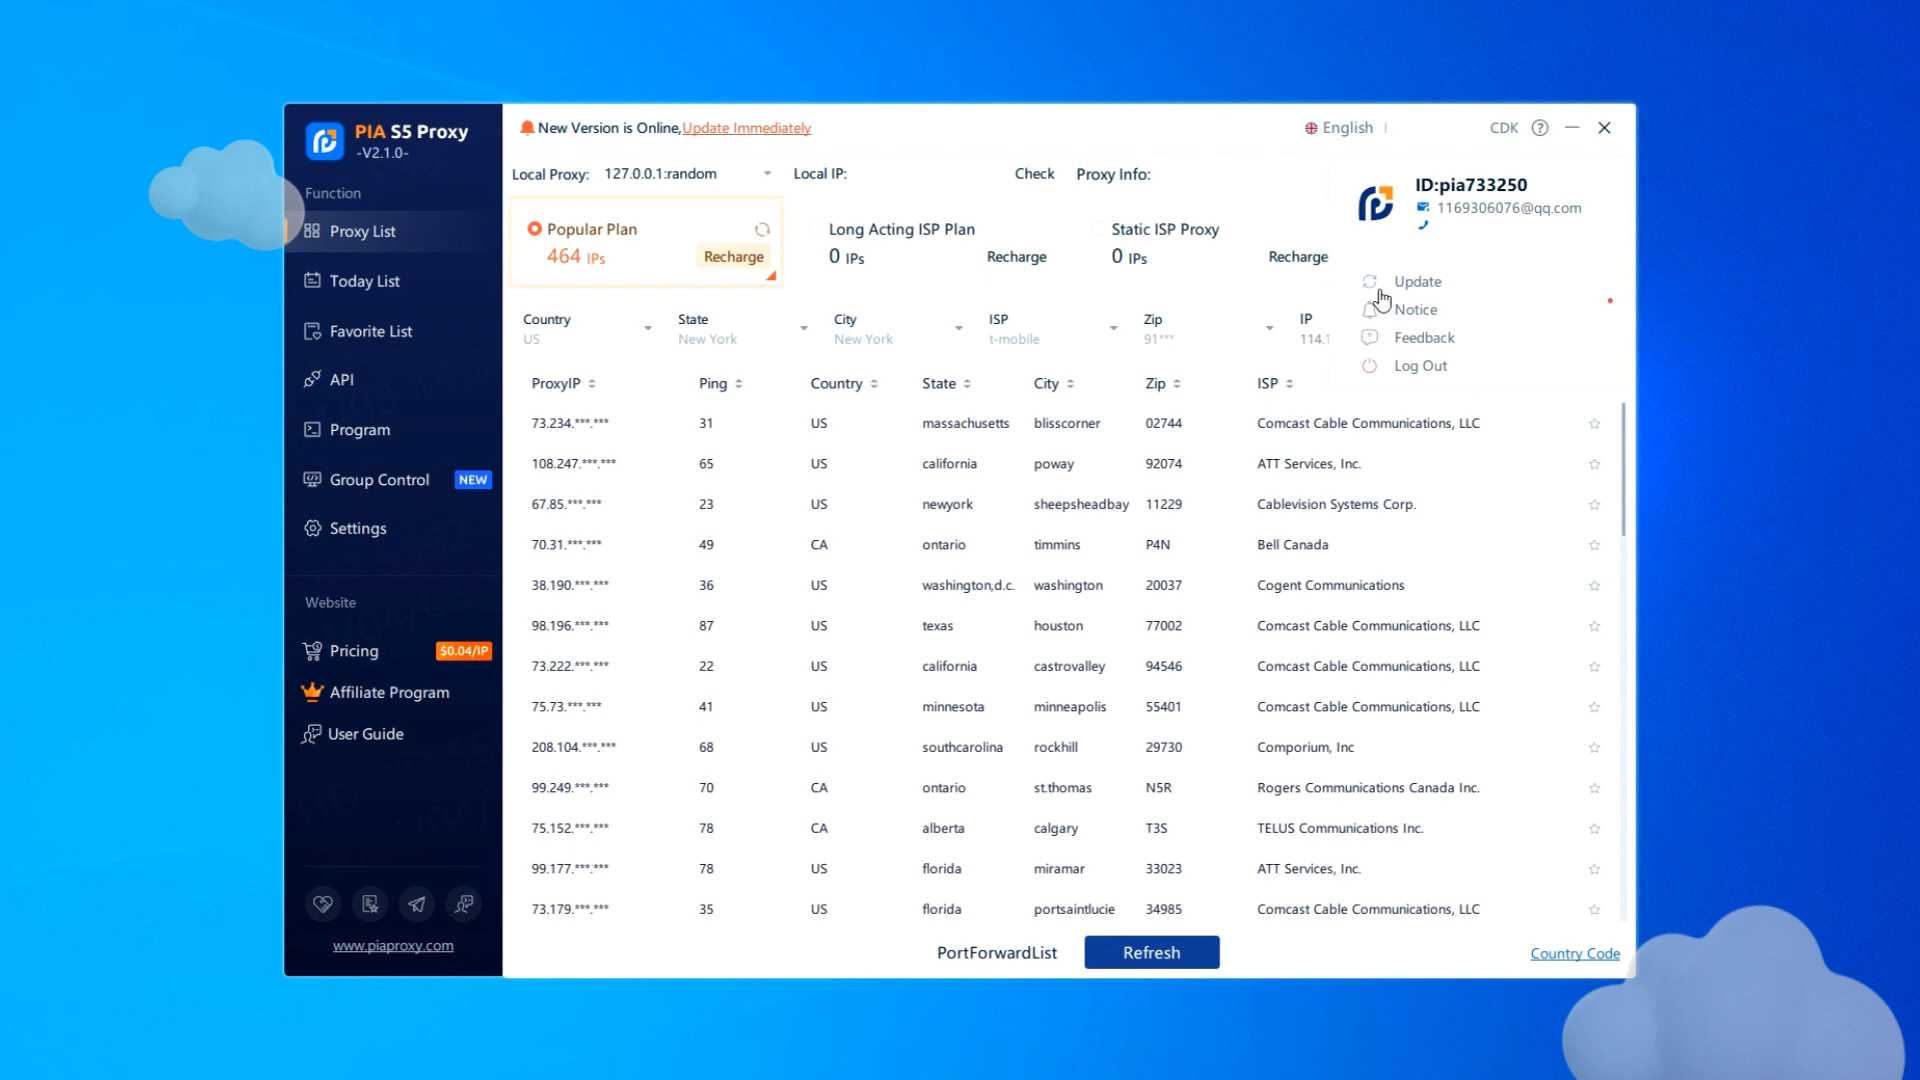 PIA S5 Proxy
-V2.1.0-
Function
Proxy List
Today List
Favorite List
API
Program
Group Control NEW
Settings
Website
Pricing $0.04/IP
Affiliate Program
User Guide
www.piaproxy.com
New Version is Online,Update Immediately
English
CDK
Local Proxy: 127.0.0.1:random Local IP: Check Proxy Info:
Popular Plan
464 IPs Recharge
Long Acting ISP Plan
0 IPs Recharge
Static ISP Proxy
0 IPs Recharge
ID:pia733250
1169306076@qq.com
Update
Notice
Feedback
Log Out
Country State City ISP Zip IP
US New York New York t-mobile 91*** 114.1
ProxyIP Ping Country State City Zip ISP
73.234.***.*** 31 US massachusetts blisscorner 02744 Comcast Cable Communications, LLC
108.247.***.*** 65 US california poway 92074 ATT Services, Inc.
67.85.***.*** 23 US newyork sheepsheadbay 11229 Cablevision Systems Corp.
70.31.***.*** 49 CA ontario timmins P4N Bell Canada
38.190.***.*** 36 US washington,d.c. washington 20037 Cogent Communications
98.196.***.*** 87 US texas houston 77002 Comcast Cable Communications, LLC
73.222.***.*** 22 US california castrovalley 94546 Comcast Cable Communications, LLC
75.73.***.*** 41 US minnesota minneapolis 55401 Comcast Cable Communications, LLC
208.104.***.*** 68 US southcarolina rockhill 29730 Comporium, Inc
99.249.***.*** 70 CA ontario st.thomas N5R Rogers Communications Canada Inc.
75.152.***.*** 78 CA alberta calgary T3S TELUS Communications Inc.
99.177.***.*** 78 US florida miramar 33023 ATT Services, Inc.
73.179.***.*** 35 US florida portsaintlucie 34985 Comcast Cable Communications, LLC
PortForwardList Refresh Country Code